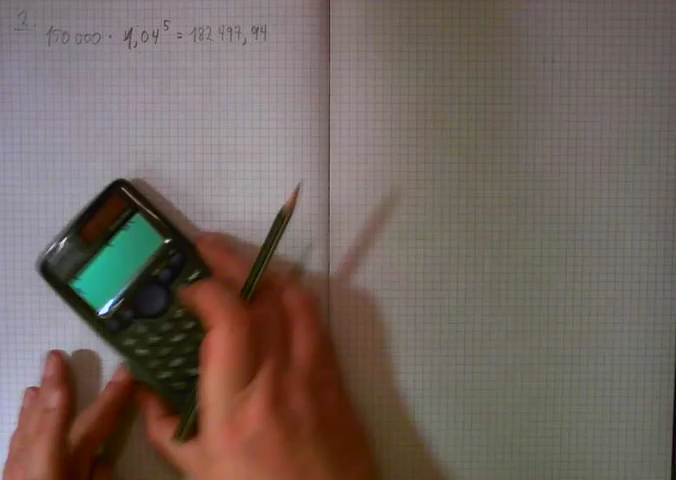 2.
150 000 · 1,04⁵ = 182 497,94